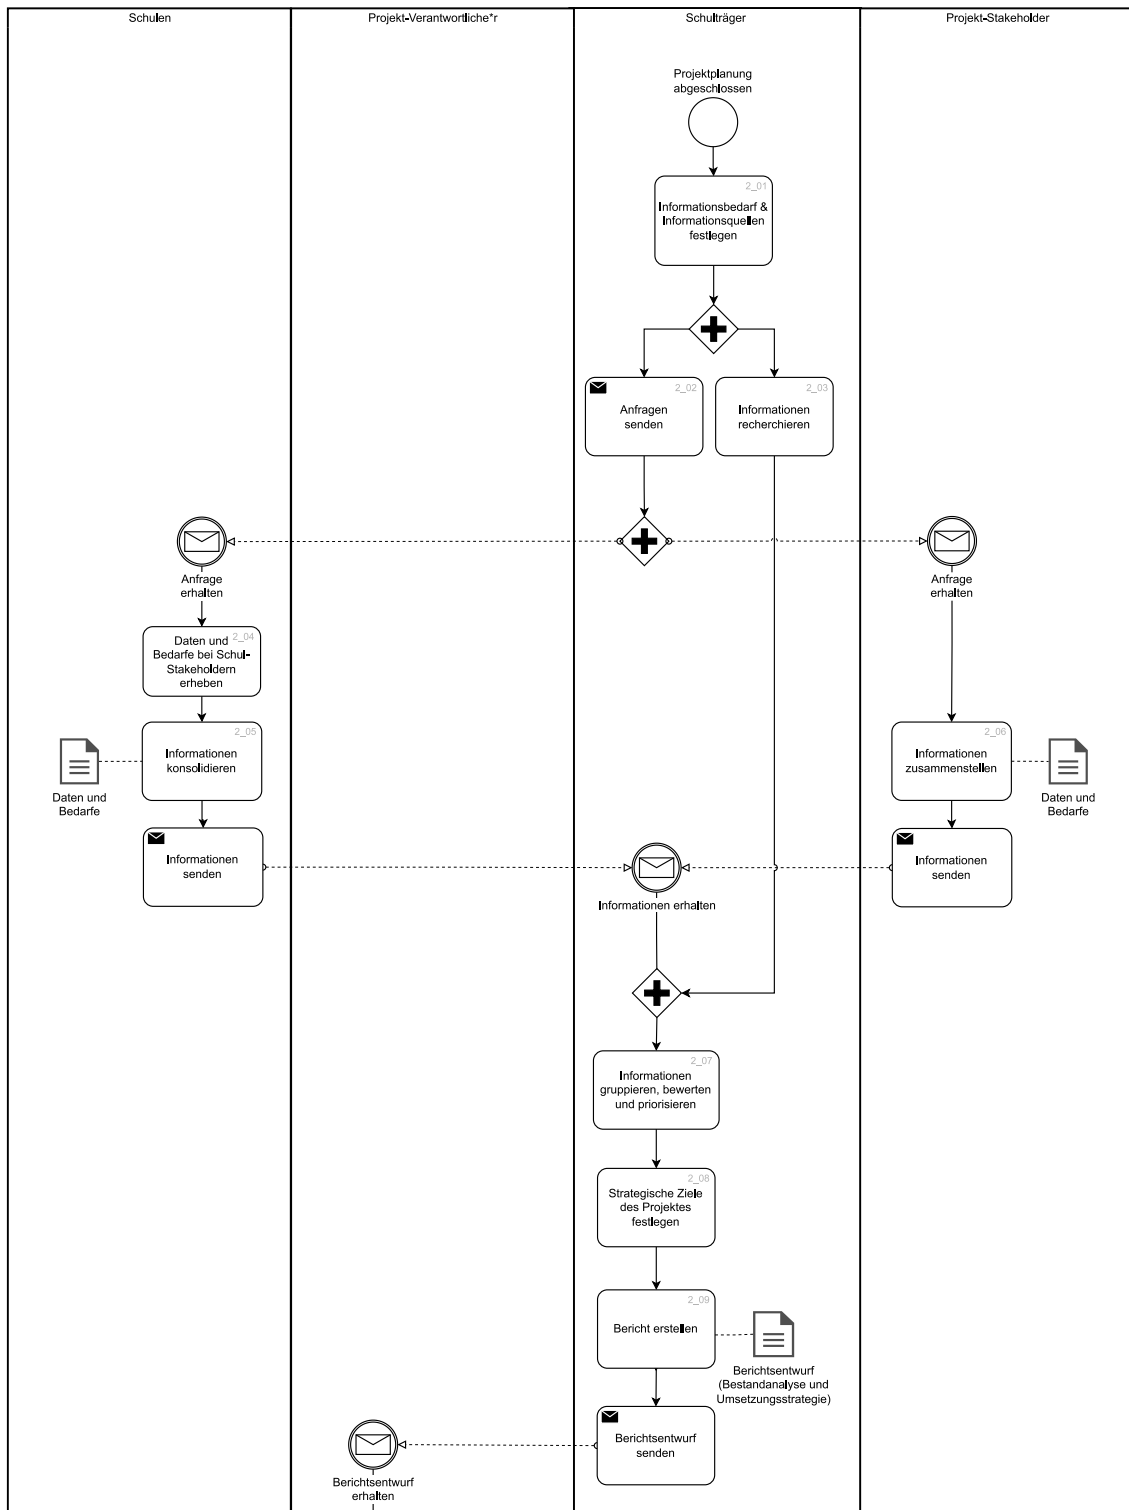 Schulen
Projekt-Verantwortliche*r
Schulträger
Projekt-Stakeholder
Projektplanung
abgeschlossen
2_01
Informationsbedarf &
Informationsquellen
festlegen
2_02
Anfragen
senden
2_03
Informationen
recherchieren
Anfrage
erhalten
Anfrage
erhalten
2_04
Daten und
Bedarfe bei Schul-
Stakeholdern
erheben
2_05
Informationen
konsolidieren
Daten und
Bedarfe
2_06
Informationen
zusammenstellen
Daten und
Bedarfe
Informationen
senden
Informationen
senden
Informationen erhalten
2_07
Informationen
gruppieren, bewerten
und priorisieren
2_08
Strategische Ziele
des Projektes
festlegen
2_09
Bericht erstellen
Berichtsentwurf
(Bestandanalyse und
Umsetzungsstrategie)
Berichtsentwurf
senden
Berichtsentwurf
erhalten